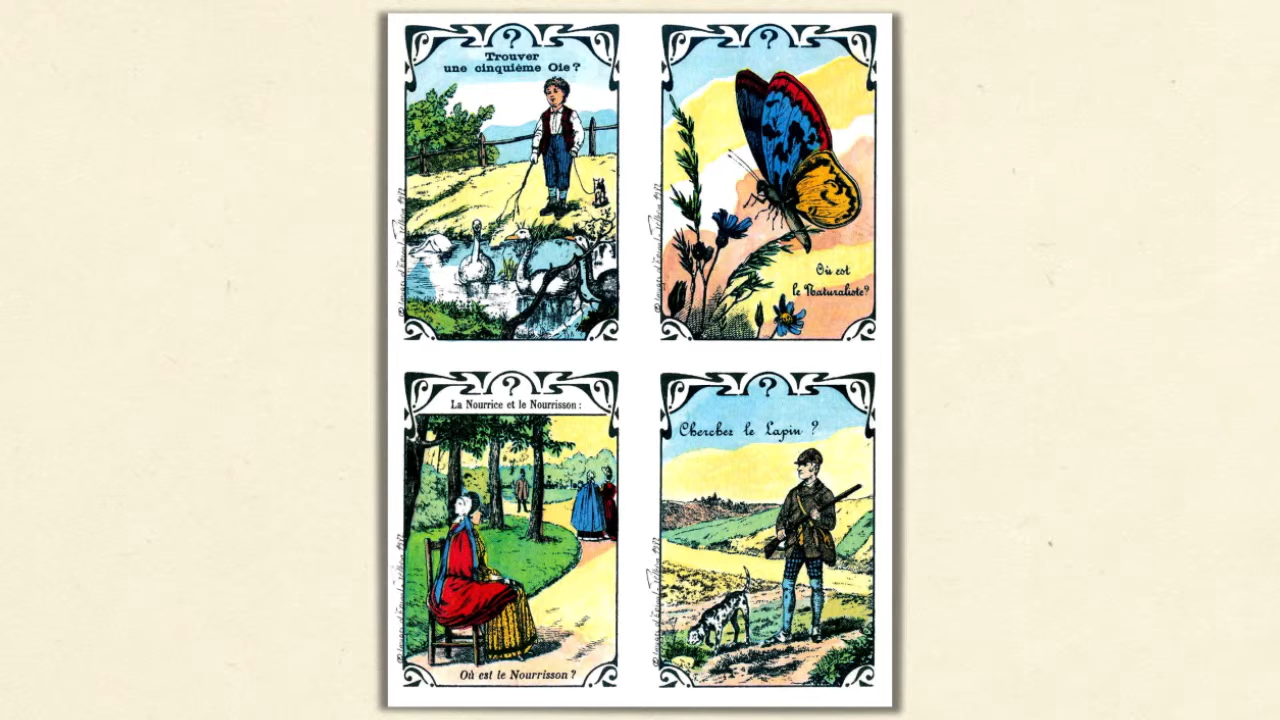 ?
Trouver
une cinquième Oie ?
?
Où est
le Naturaliste?
?
La Nourrice et le Nourrisson :
Où est le Nourrisson ?
?
Cherchez le Lapin ?